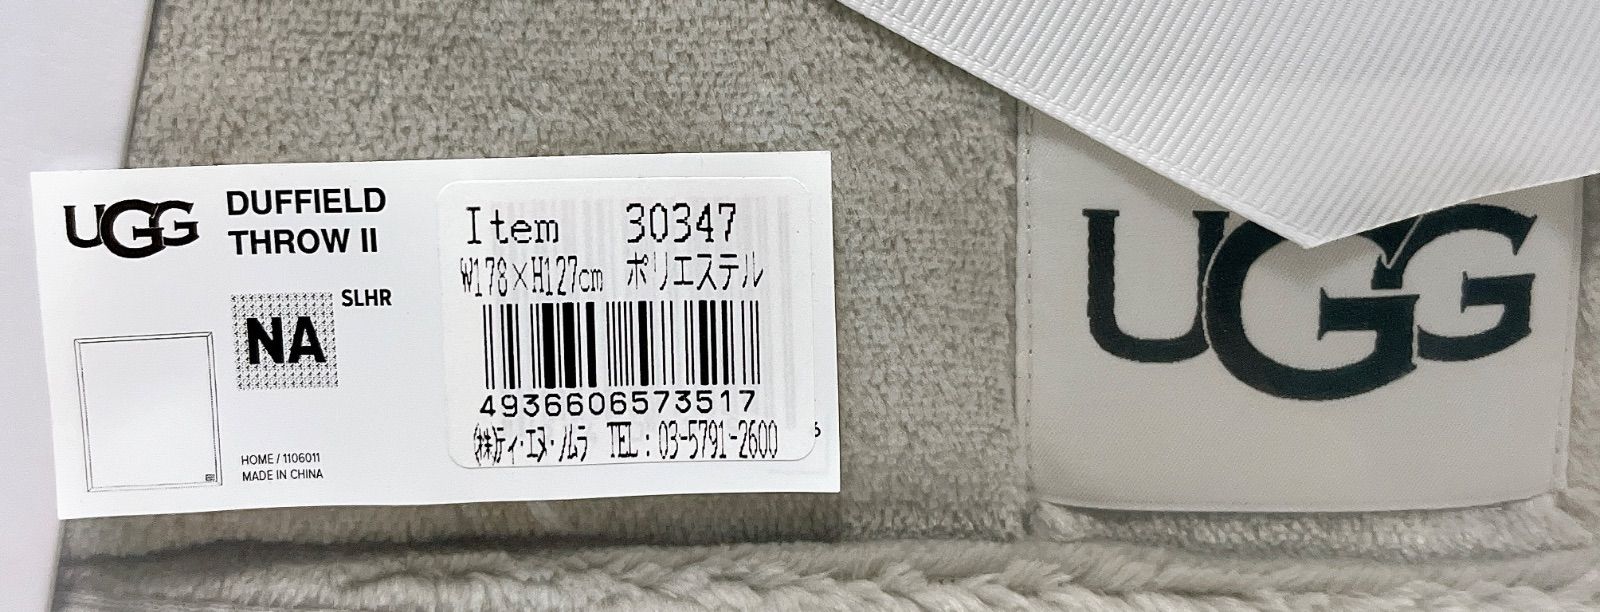 UGG
DUFFIELD
THROW II
NA
SLHR
HOME / 1106011
MADE IN CHINA
Item 30347
W178×H127cm ポリエステル
4936606573517
(株)ティ・エヌ・ノムラ TEL:03-5791-2600
6
UGG